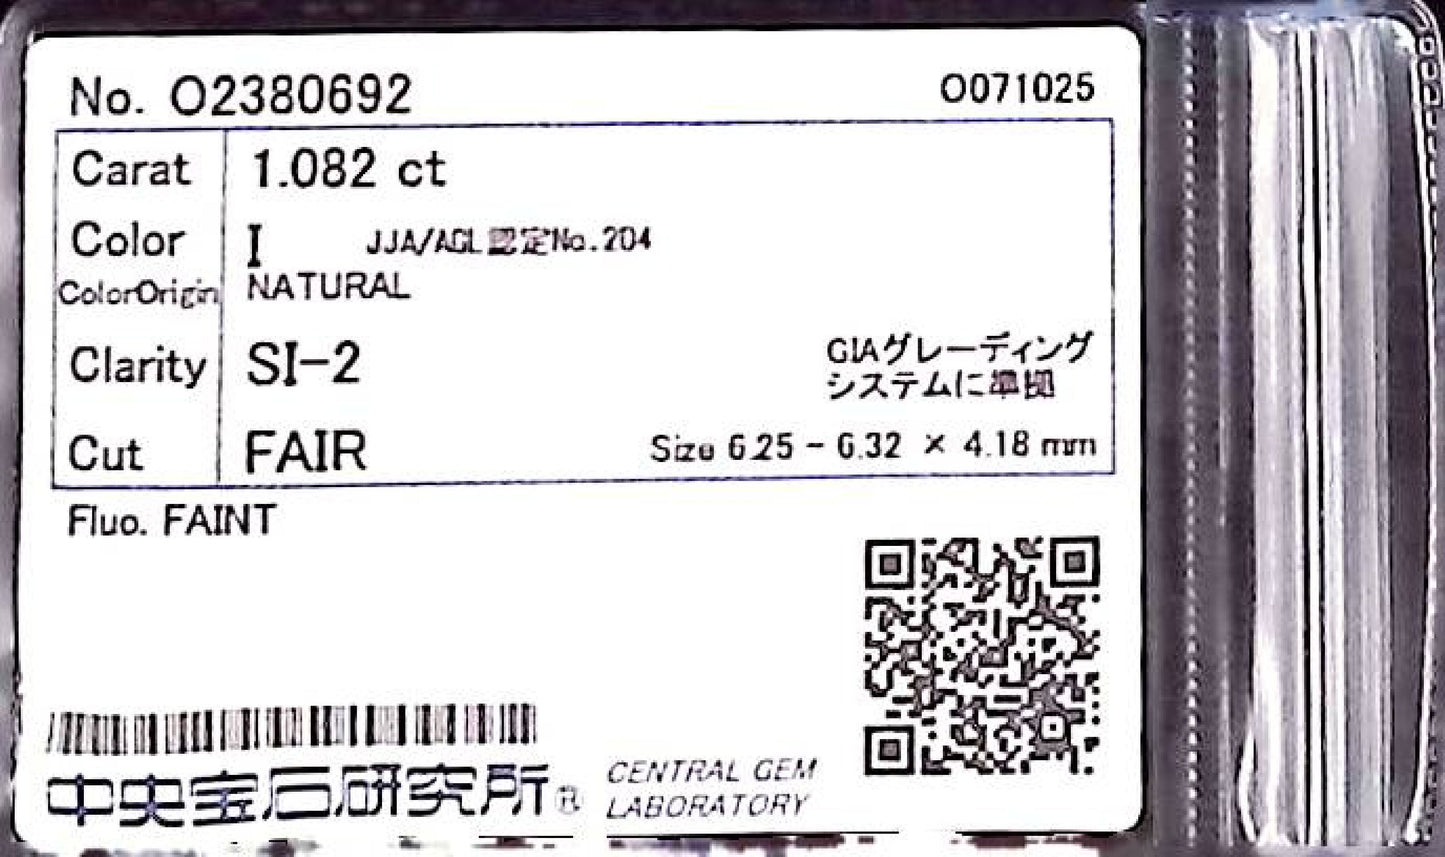 No. O2380692 O071025
Carat 1.082 ct
Color I JJA/AGL認定No.204
ColorOrigin NATURAL
Clarity SI-2 GIAグレーディング
システムに準拠
Cut FAIR Size 6.25 - 6.32 × 4.18 mm
Fluo. FAINT
中央宝石研究所® CENTRAL GEM
LABORATORY